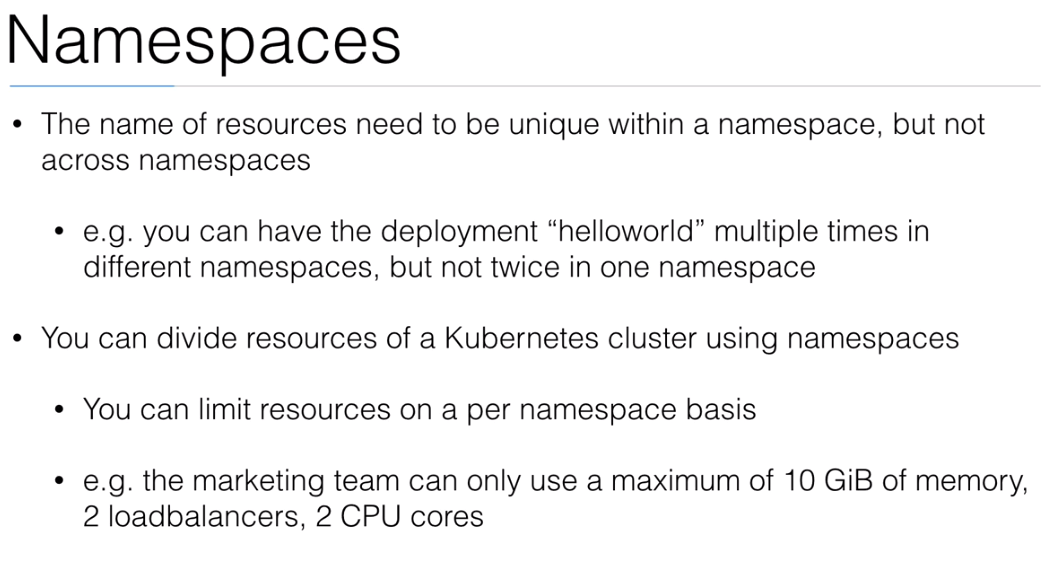 Namespaces
• The name of resources need to be unique within a namespace, but not
across namespaces
• e.g. you can have the deployment “helloworld” multiple times in
different namespaces, but not twice in one namespace
• You can divide resources of a Kubernetes cluster using namespaces
• You can limit resources on a per namespace basis
• e.g. the marketing team can only use a maximum of 10 GiB of memory,
2 loadbalancers, 2 CPU cores